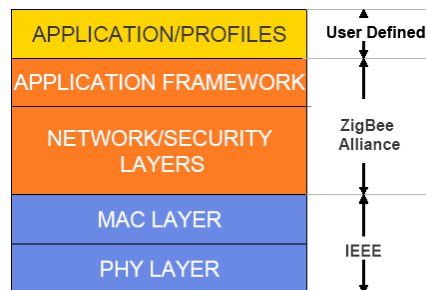 APPLICATION/PROFILES
User Defined
APPLICATION FRAMEWORK
NETWORK/SECURITY
LAYERS
ZigBee
Alliance
MAC LAYER
IEEE
PHY LAYER